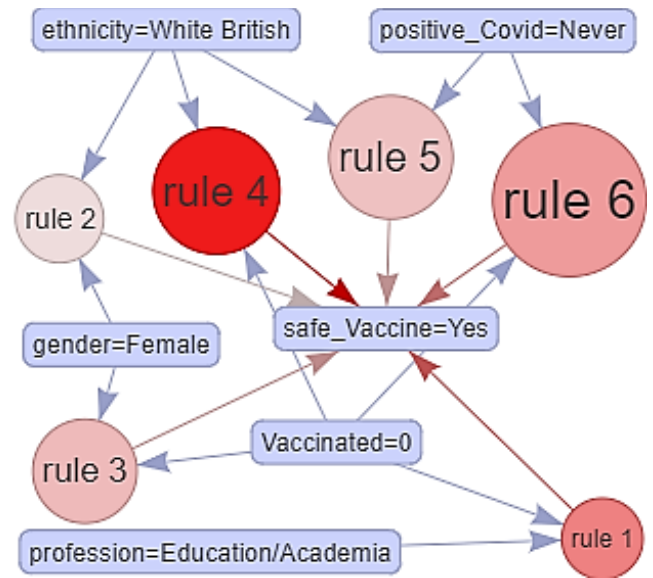 ethnicity=White British
positive_Covid=Never
rule 5
rule 4
rule 6
rule 2
safe_Vaccine=Yes
gender=Female
Vaccinated=0
rule 3
rule 1
profession=Education/Academia